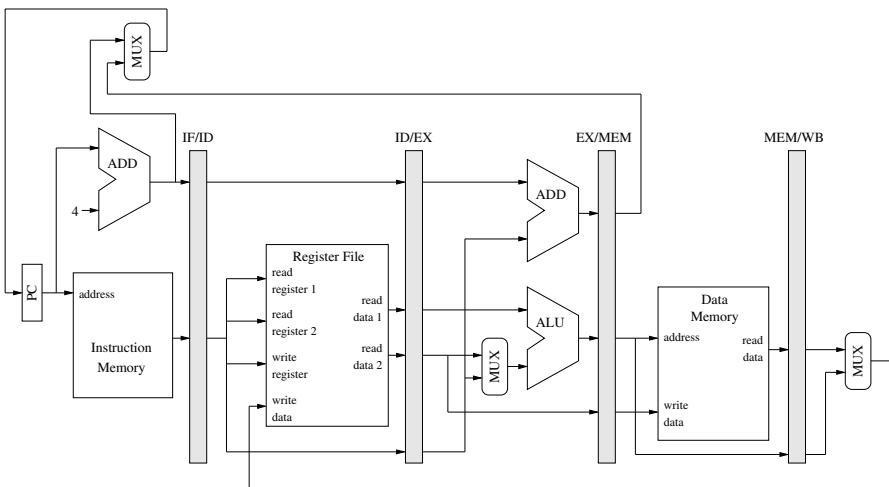 MUX
IF/ID
ID/EX
EX/MEM
MEM/WB
ADD
4
ADD
PC
address
Instruction
Memory
Register File
read
register 1
read
register 2
write
register
write
data
read
data 1
read
data 2
MUX
ALU
Data
Memory
address
read
data
write
data
MUX